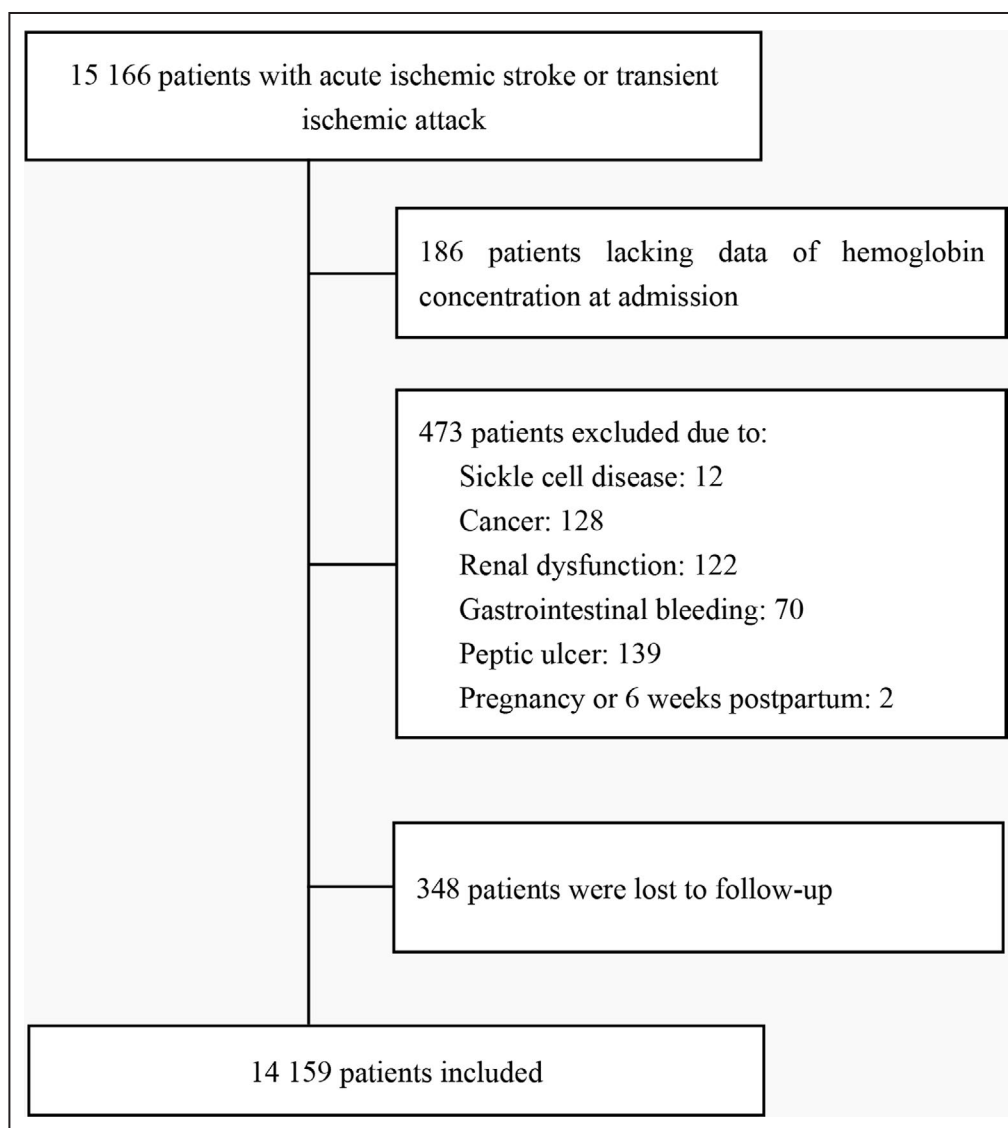 15 166 patients with acute ischemic stroke or transient
ischemic attack
186 patients lacking data of hemoglobin
concentration at admission
473 patients excluded due to:
Sickle cell disease: 12
Cancer: 128
Renal dysfunction: 122
Gastrointestinal bleeding: 70
Peptic ulcer: 139
Pregnancy or 6 weeks postpartum: 2
348 patients were lost to follow-up
14 159 patients included